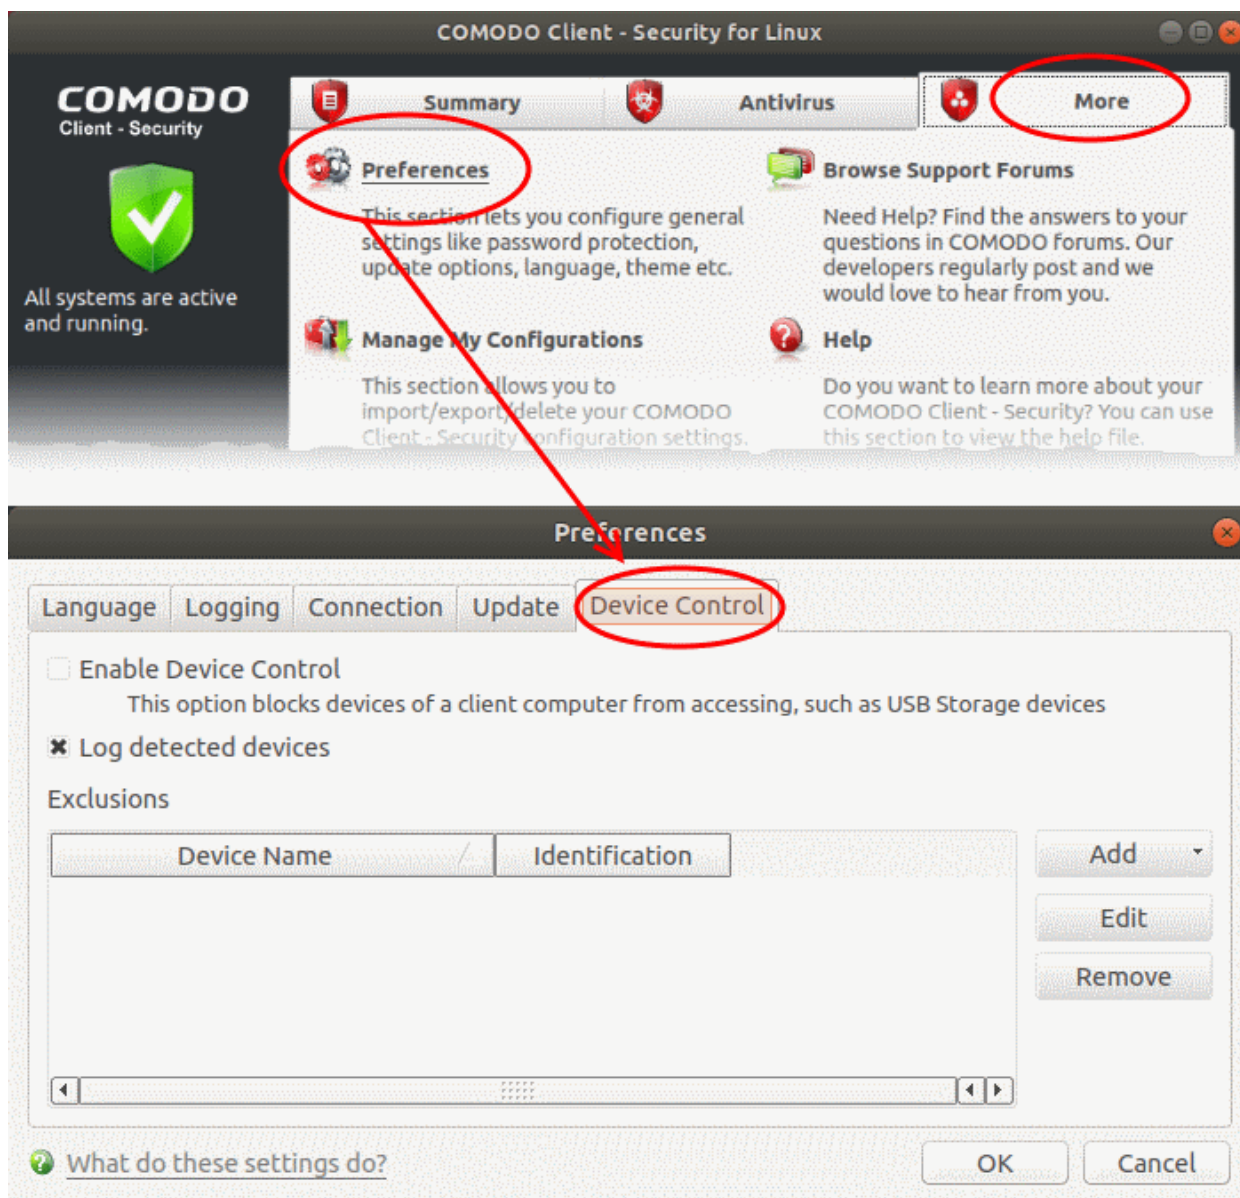 COMODO Client - Security for Linux
COMODO
Client - Security
Summary
Antivirus
More
Preferences
This section lets you configure general
settings like password protection,
update options, language, theme etc.
Browse Support Forums
Need Help? Find the answers to your
questions in COMODO forums. Our
developers regularly post and we
would love to hear from you.
All systems are active
and running.
Manage My Configurations
This section allows you to
import/export/delete your COMODO
Client - Security configuration settings.
Help
Do you want to learn more about your
COMODO Client - Security? You can use
this section to view the help file.
Preferences
Language
Logging
Connection
Update
Device Control
Enable Device Control
This option blocks devices of a client computer from accessing, such as USB Storage devices
Log detected devices
Exclusions
Device Name
Identification
Add
Edit
Remove
What do these settings do?
OK
Cancel